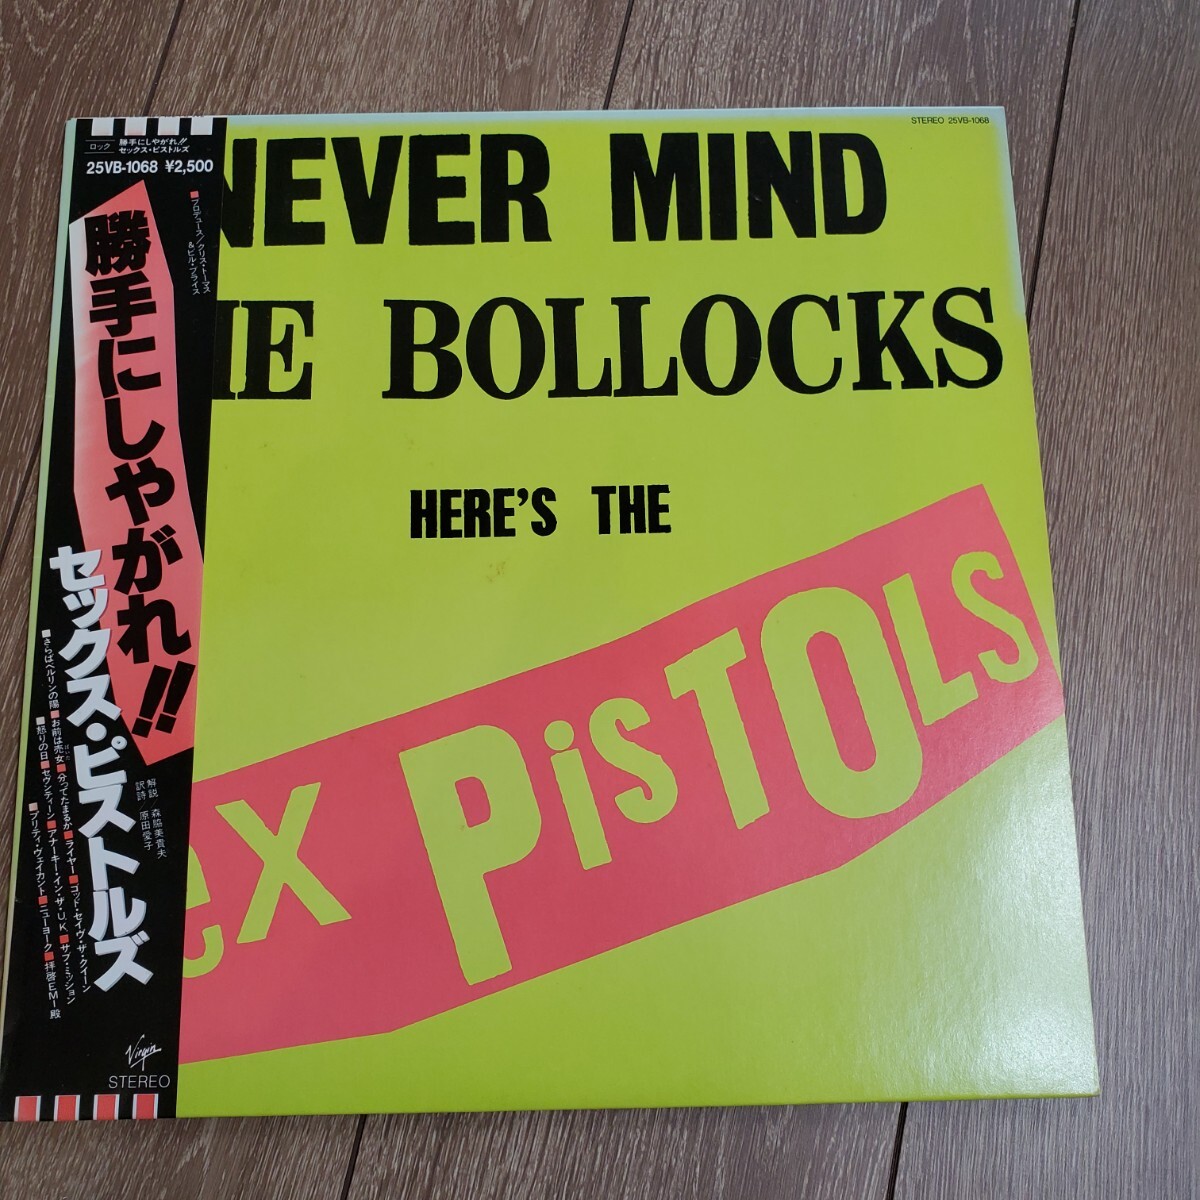 STEREO 25VB-1068
NEVER MIND
HE BOLLOCKS
HERE'S THE
eX PiSTOLS
ロック
勝手にしやがれ!!
セックス・ピストルズ
25VB-1068 ¥2,500
■プロデュース/クリス・トーマス
&ビル・プライス
勝手にしやがれ!!
セックス・ピストルズ
解説 森脇美貴夫
訳詩/原田愛子
■さらばベルリンの陽■お前は売女■分ってたまるか■ライヤー■ゴッド・セイヴ・ザ・クイーン
■怒りの日■セヴンティーン■アナーキー・イン・ザ・U.K.■サブ・ミッション
■プリティ・ヴェイカント■ニューヨーク■拝啓EMI殿
Virgin
STEREO